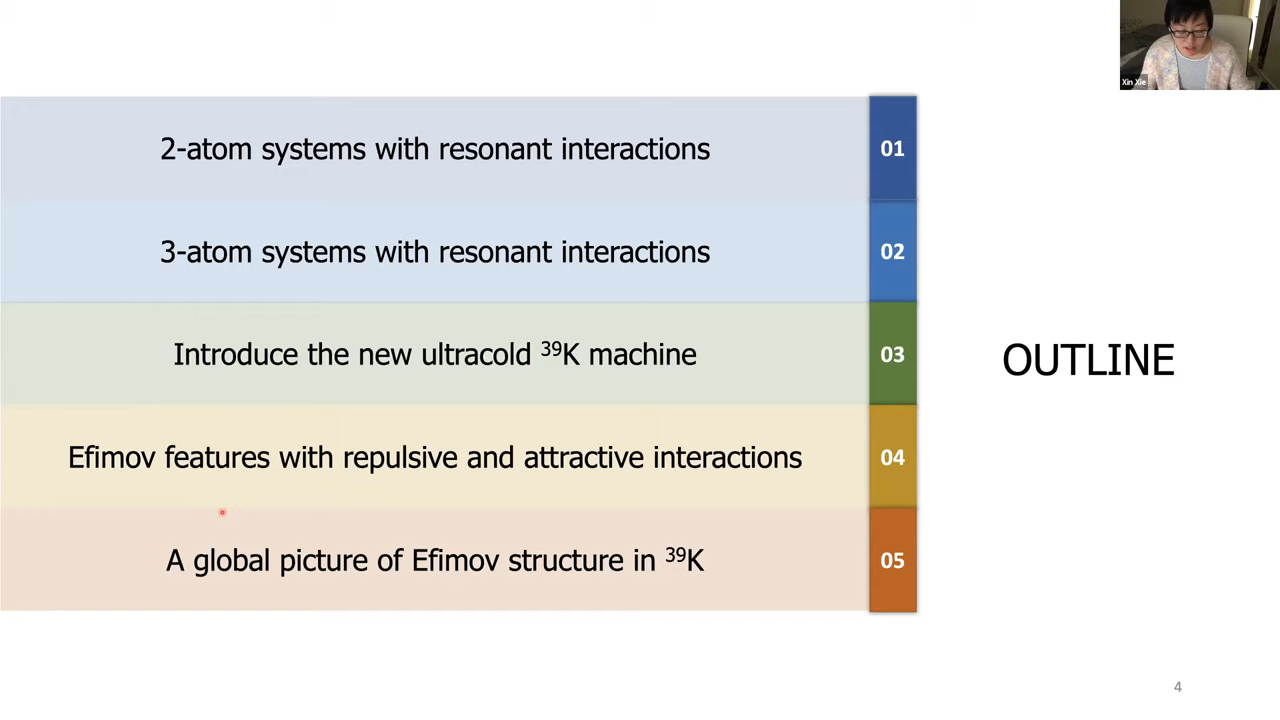 Xin Xie
2-atom systems with resonant interactions 01
3-atom systems with resonant interactions 02
Introduce the new ultracold ³⁹K machine 03
Efimov features with repulsive and attractive interactions 04
A global picture of Efimov structure in ³⁹K 05
OUTLINE
4